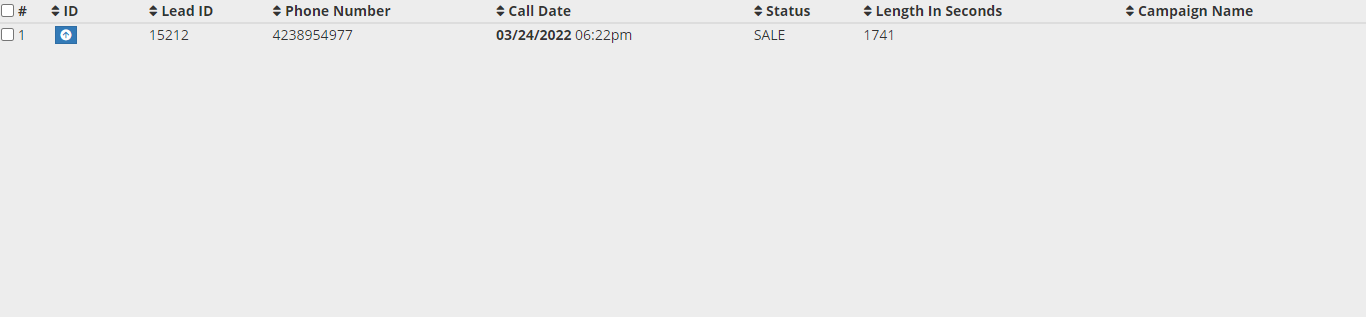 # ID Lead ID Phone Number Call Date Status Length In Seconds Campaign Name
1 15212 4238954977 03/24/2022 06:22pm SALE 1741